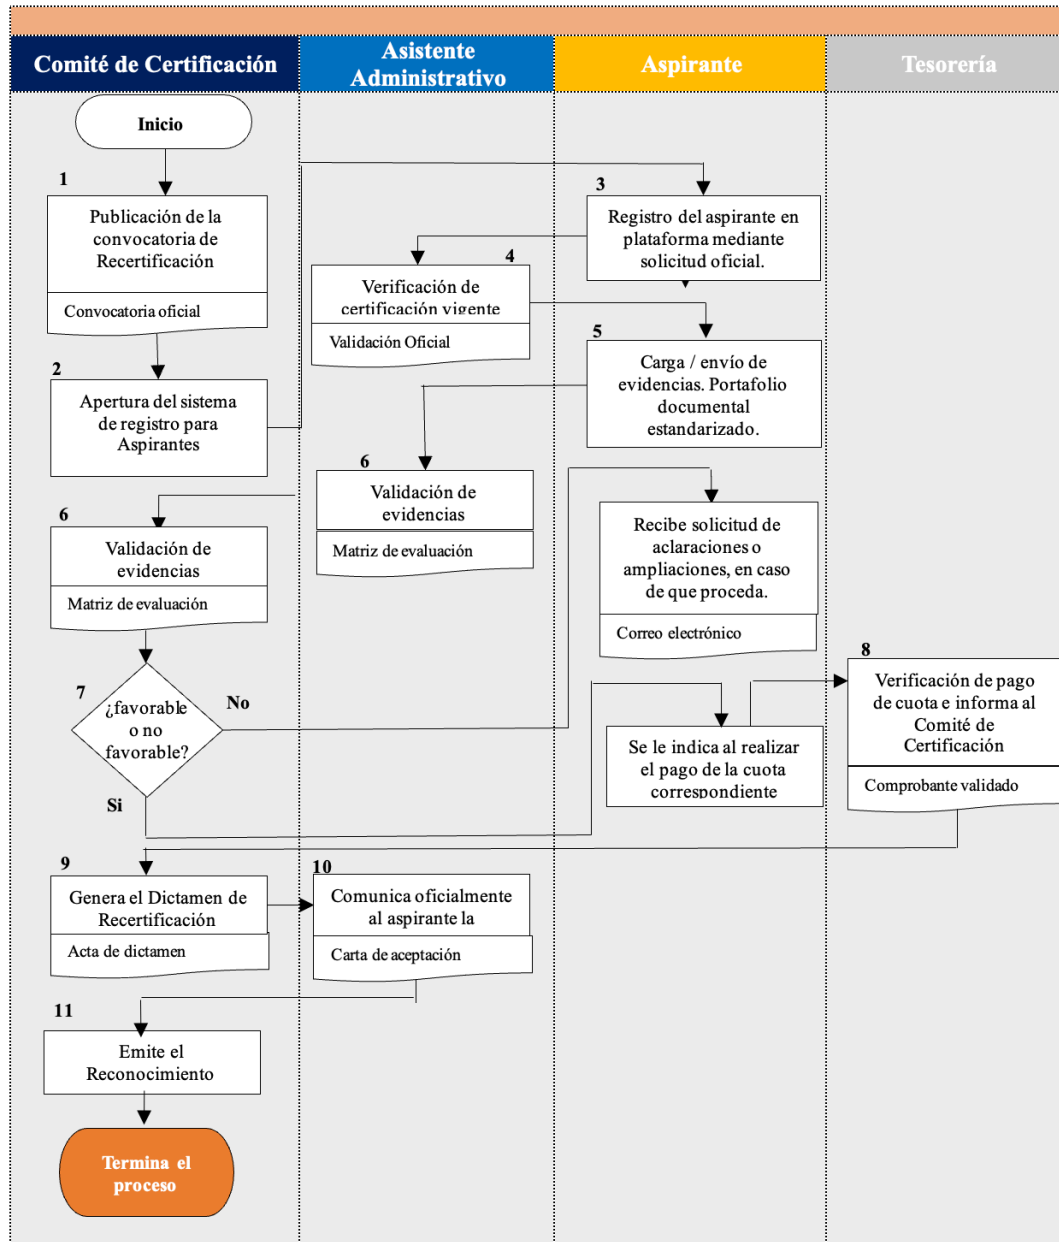 Comité de Certificación
Asistente
Administrativo
Aspirante
Tesorería
Inicio
1
Publicación de la
convocatoria de
Recertificación
Convocatoria oficial
3
Registro del aspirante en
plataforma mediante
solicitud oficial.
4
Verificación de
certificación vigente
Validación Oficial
2
Apertura del sistema
de registro para
Aspirantes
5
Carga / envío de
evidencias. Portafolio
documental
estandarizado.
6
Validación de
evidencias
Matriz de evaluación
6
Validación de
evidencias
Matriz de evaluación
Recibe solicitud de
aclaraciones o
ampliaciones, en caso
de que proceda.
Correo electrónico
7
¿favorable
o no
favorable?
No
Si
Se le indica al realizar
el pago de la cuota
correspondiente
8
Verificación de pago
de cuota e informa al
Comité de
Certificación
Comprobante validado
9
Genera el Dictamen de
Recertificación
Acta de dictamen
10
Comunica oficialmente
al aspirante la
Carta de aceptación
11
Emite el
Reconocimiento
Termina el
proceso